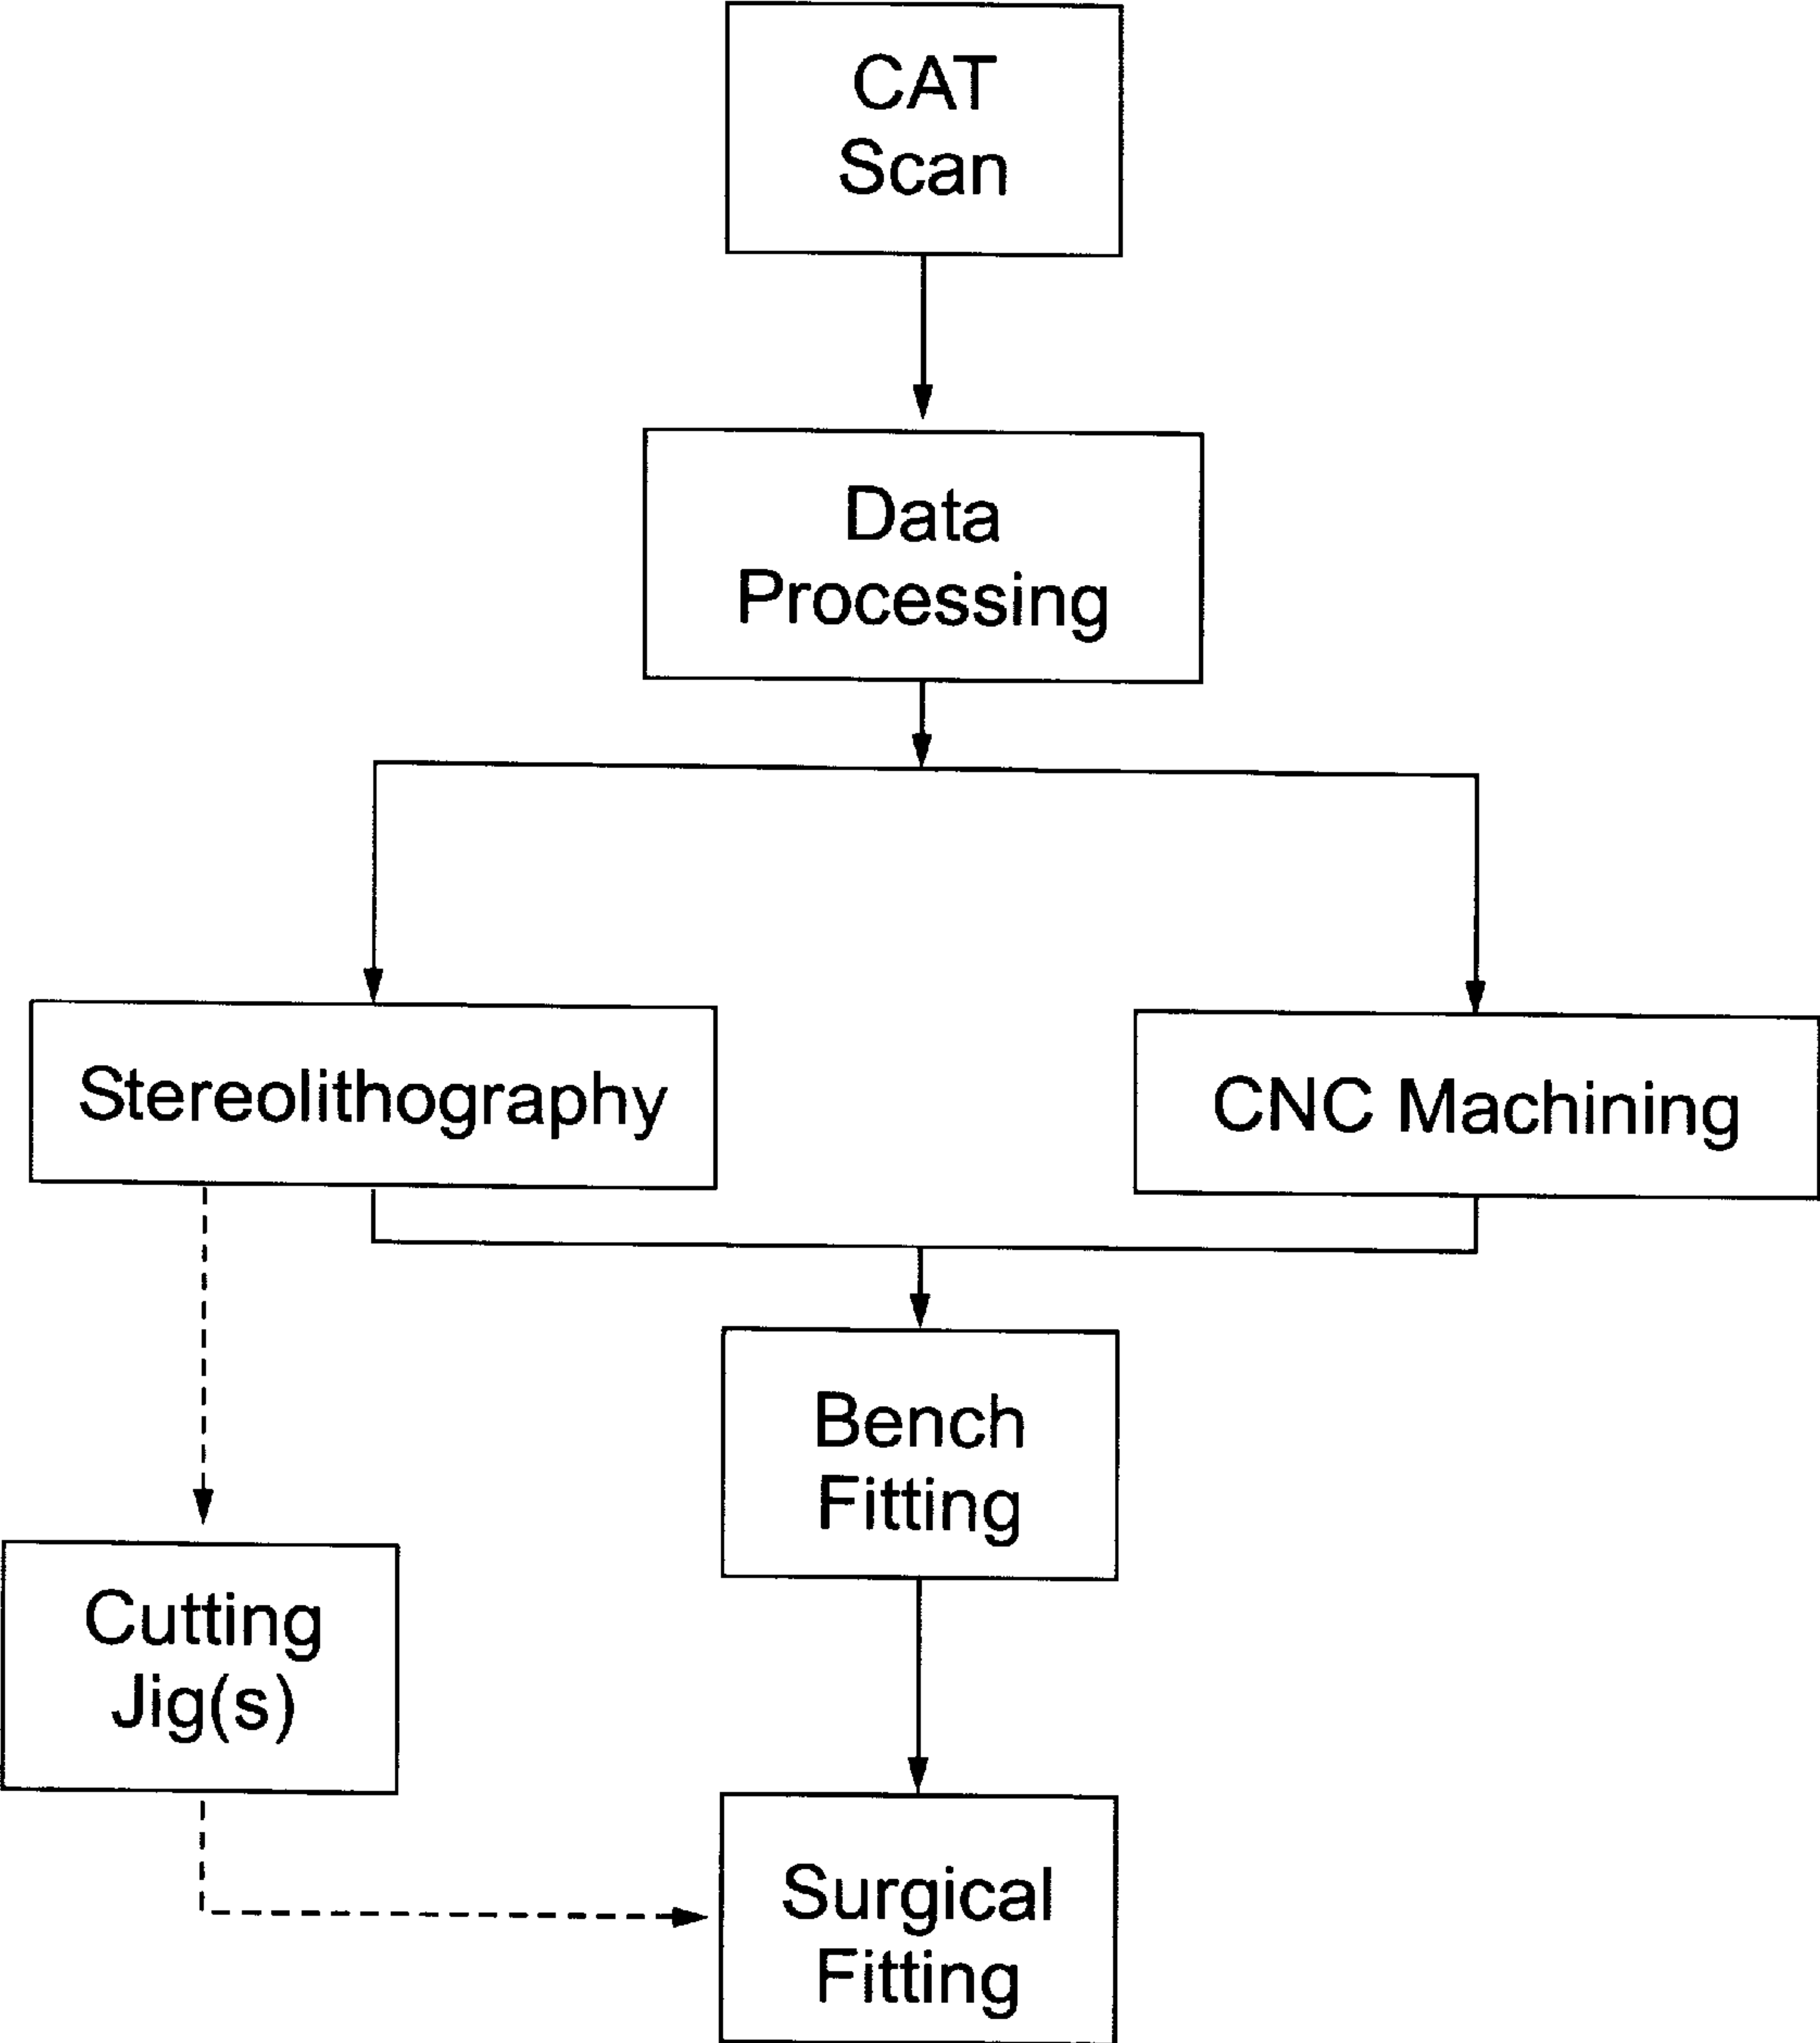 CAT
Scan
Data
Processing
Stereolithography
CNC Machining
Bench
Fitting
Cutting
Jig(s)
Surgical
Fitting